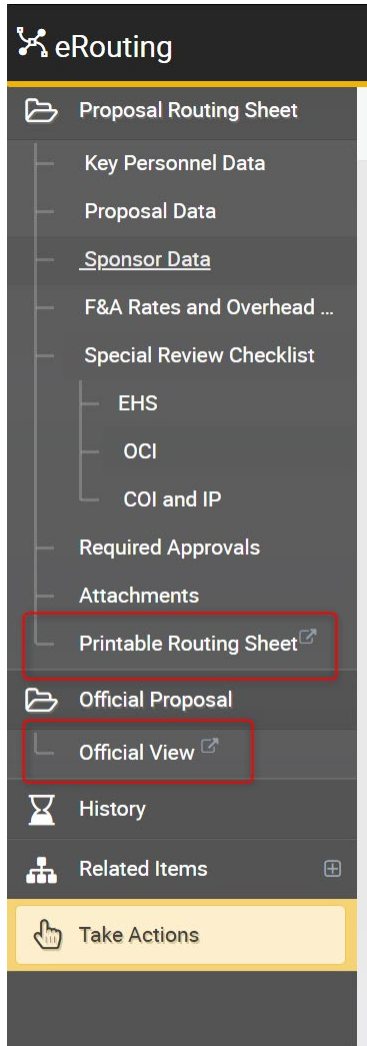 eRouting
Proposal Routing Sheet
Key Personnel Data
Proposal Data
Sponsor Data
F&A Rates and Overhead ...
Special Review Checklist
EHS
OCI
COI and IP
Required Approvals
Attachments
Printable Routing Sheet
Official Proposal
Official View
History
Related Items
Take Actions